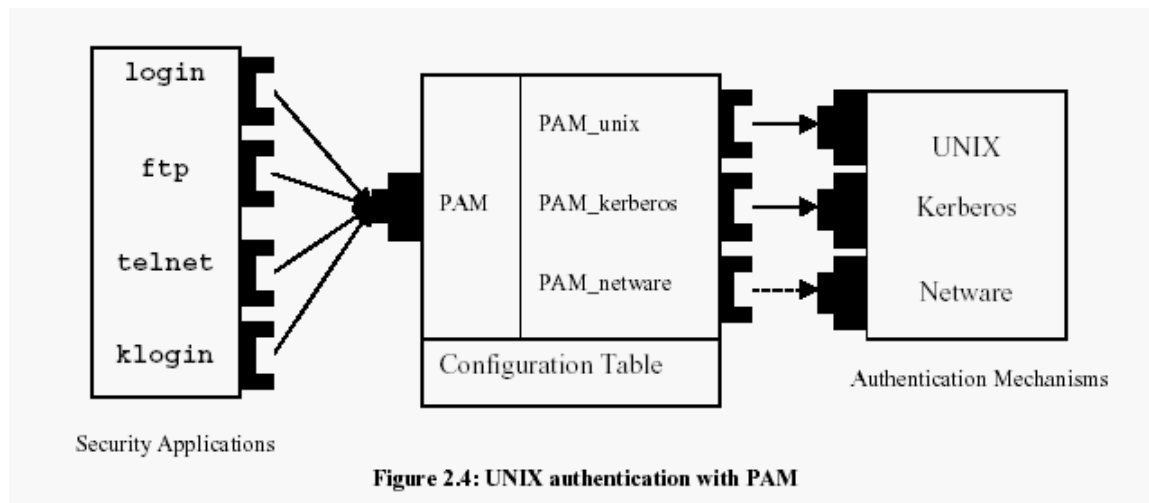 login
ftp
telnet
klogin
Security Applications
PAM
PAM_unix
PAM_kerberos
PAM_netware
Configuration Table
UNIX
Kerberos
Netware
Authentication Mechanisms
Figure 2.4: UNIX authentication with PAM